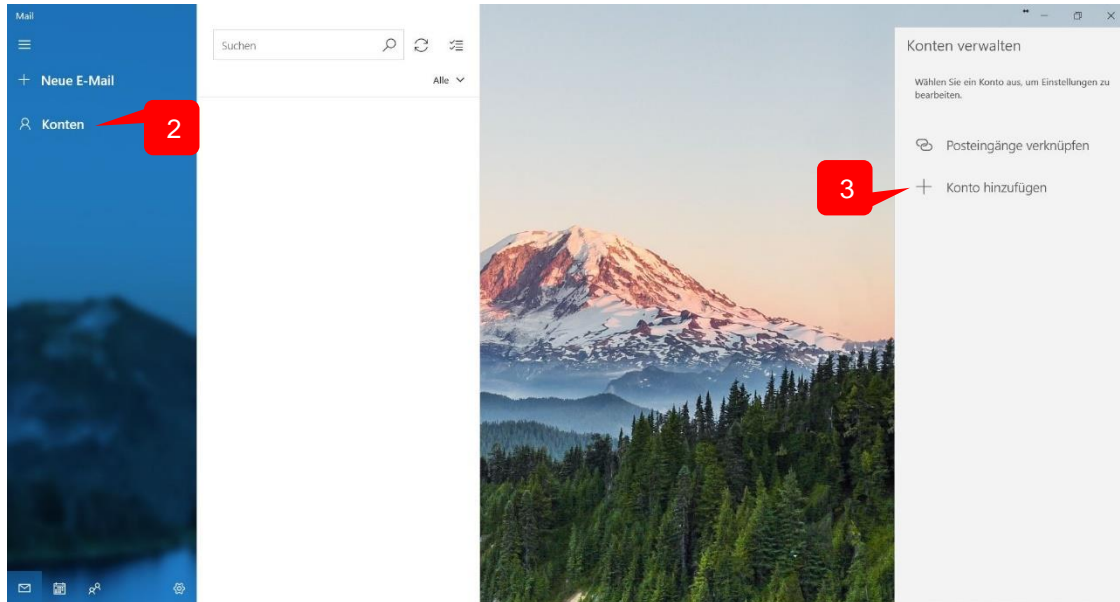 Mail
Neue E-Mail
Konten
2
Suchen
Alle
Konten verwalten
Wählen Sie ein Konto aus, um Einstellungen zu
bearbeiten.
Posteingänge verknüpfen
3
Konto hinzufügen